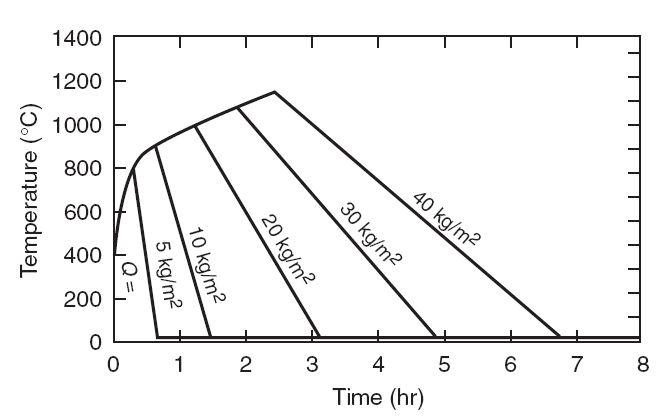 1400
1200
1000
800
600
400
200
0
Temperature (°C)
Q =
5 kg/m²
10 kg/m²
20 kg/m²
30 kg/m²
40 kg/m²
0 1 2 3 4 5 6 7 8
Time (hr)